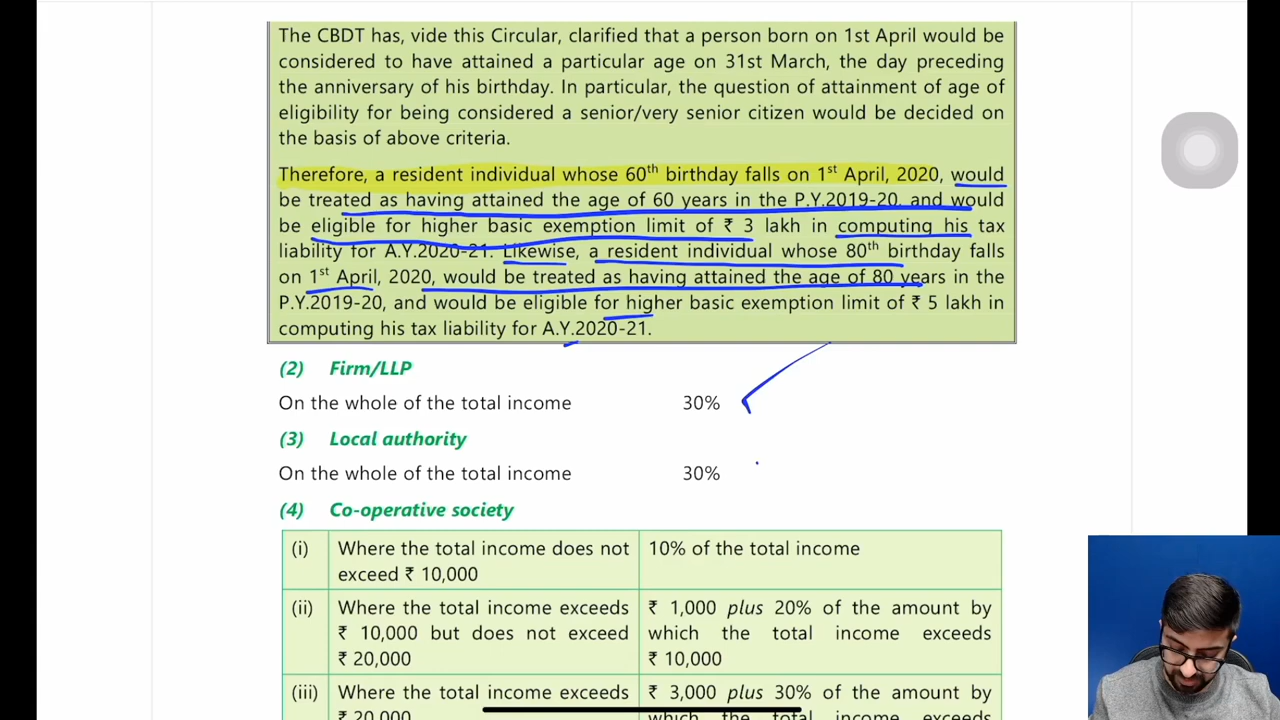 The CBDT has, vide this Circular, clarified that a person born on 1st April would be
considered to have attained a particular age on 31st March, the day preceding
the anniversary of his birthday. In particular, the question of attainment of age of
eligibility for being considered a senior/very senior citizen would be decided on
the basis of above criteria.
Therefore, a resident individual whose 60th birthday falls on 1st April, 2020, would
be treated as having attained the age of 60 years in the P.Y.2019-20, and would
be eligible for higher basic exemption limit of ₹ 3 lakh in computing his tax
liability for A.Y.2020-21. Likewise, a resident individual whose 80th birthday falls
on 1st April, 2020, would be treated as having attained the age of 80 years in the
P.Y.2019-20, and would be eligible for higher basic exemption limit of ₹ 5 lakh in
computing his tax liability for A.Y.2020-21.
(2) Firm/LLP
On the whole of the total income 30%
(3) Local authority
On the whole of the total income 30%
(4) Co-operative society
(i) Where the total income does not 10% of the total income
exceed ₹ 10,000
(ii) Where the total income exceeds ₹ 1,000 plus 20% of the amount by
₹ 10,000 but does not exceed which the total income exceeds
₹ 20,000 ₹ 10,000
(iii) Where the total income exceeds ₹ 3,000 plus 30% of the amount by
₹ 20,000 which the total income exceeds